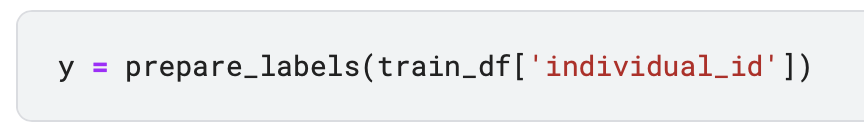 y = prepare_labels(train_df['individual_id'])